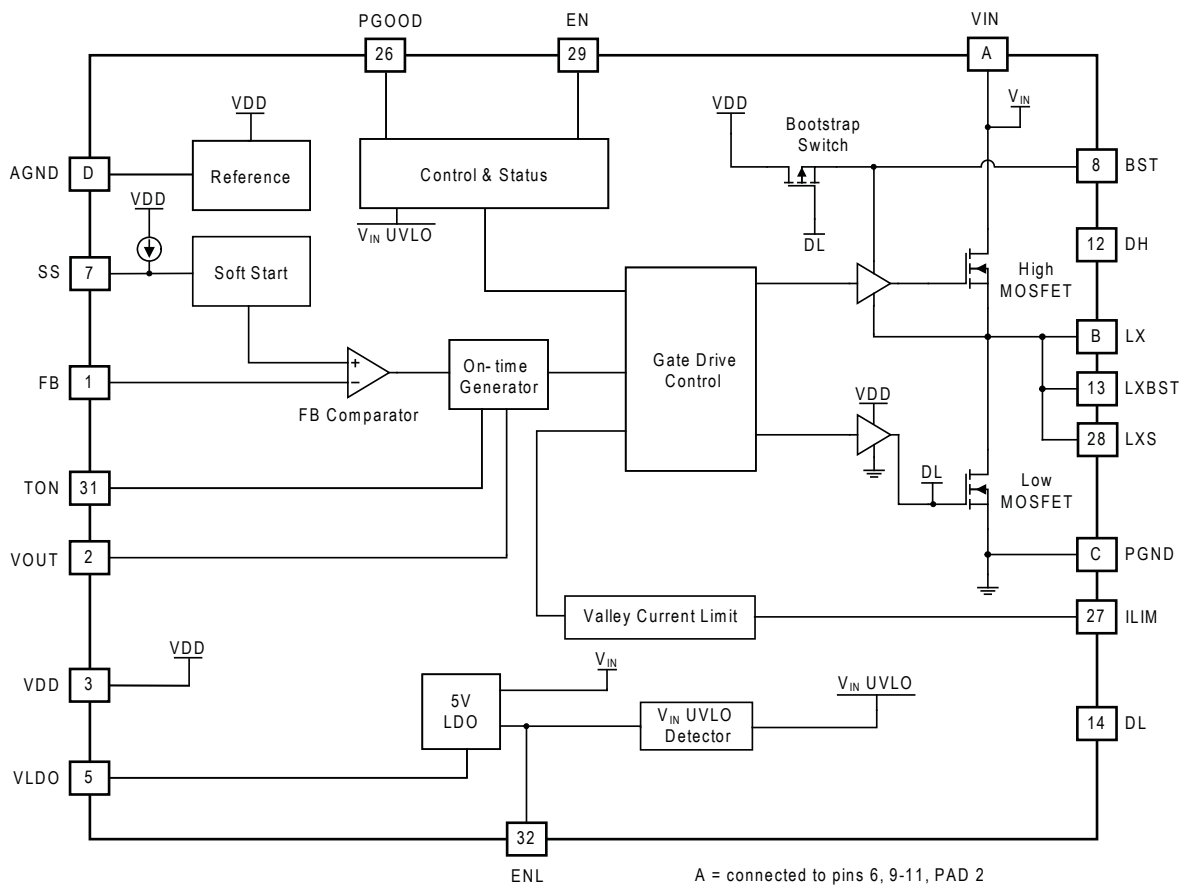 PGOOD
EN
VIN
26
29
A
VDD
VDD
Bootstrap
Switch
VIN
AGND
D
Reference
Control & Status
8
BST
VDD
VIN UVLO
DL
12
DH
SS
7
Soft Start
High
MOSFET
FB
1
+
–
FB Comparator
On-time
Generator
Gate Drive
Control
B
LX
13
LXBST
VDD
28
LXS
TON
31
DL
Low
MOSFET
VOUT
2
C
PGND
Valley Current Limit
27
ILIM
VDD
VDD
3
VIN
5V
LDO
VIN UVLO
Detector
VIN UVLO
14
DL
VLDO
5
32
ENL
A = connected to pins 6, 9-11, PAD 2